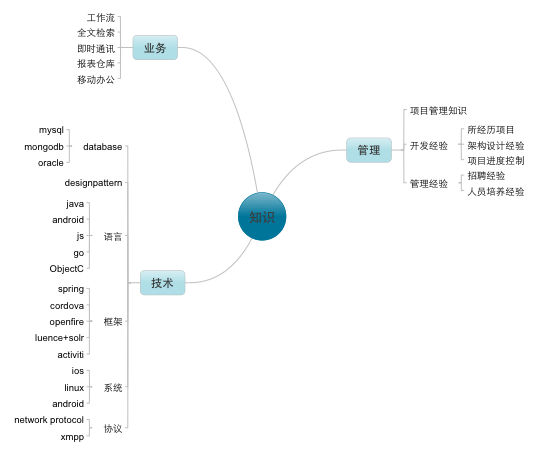 知识
业务
工作流
全文检索
即时通讯
报表仓库
移动办公
管理
项目管理知识
开发经验
所经历项目
架构设计经验
项目进度控制
管理经验
招聘经验
人员培养经验
技术
database
mysql
mongodb
oracle
designpattern
语言
java
android
js
go
ObjectC
框架
spring
cordova
openfire
luence+solr
activiti
系统
ios
linux
android
协议
network protocol
xmpp